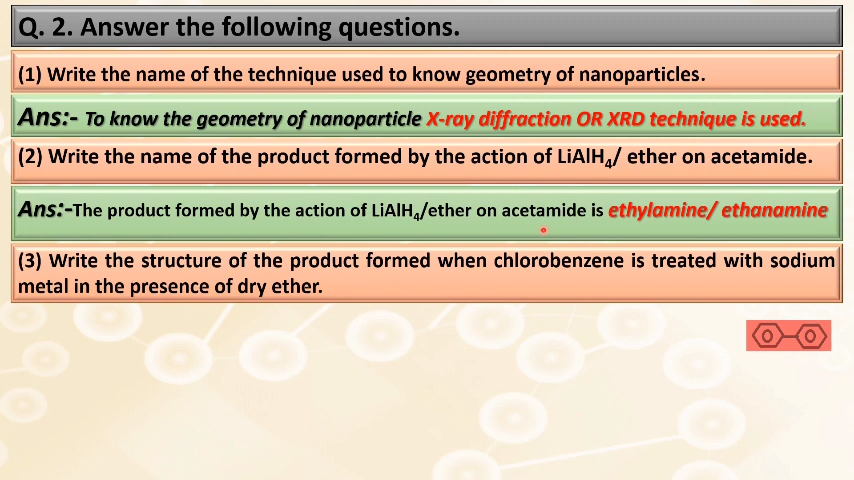 Q. 2. Answer the following questions.
(1) Write the name of the technique used to know geometry of nanoparticles.
Ans:- To know the geometry of nanoparticle X-ray diffraction OR XRD technique is used.
(2) Write the name of the product formed by the action of LiAlH₄/ ether on acetamide.
Ans:-The product formed by the action of LiAlH₄/ether on acetamide is ethylamine/ ethanamine
(3) Write the structure of the product formed when chlorobenzene is treated with sodium
metal in the presence of dry ether.